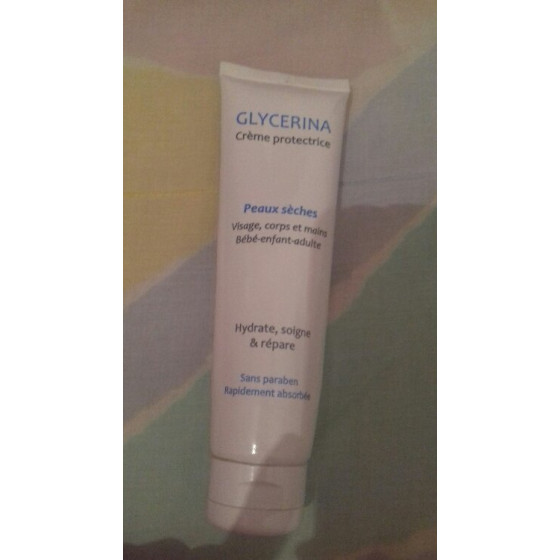 GLYCERINA
Crème protectrice
Peaux sèches
Visage, corps et mains
Bébé-enfant-adulte
Hydrate, soigne
& répare
Sans paraben
Rapidement absorbée